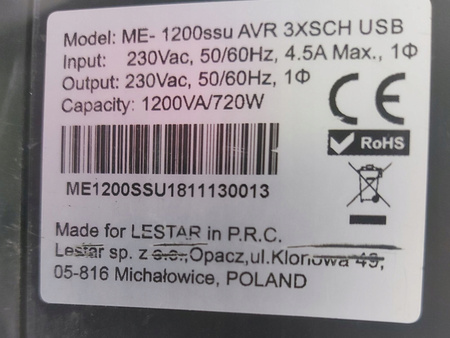 Model: ME- 1200ssu AVR 3XSCH USB
Input: 230Vac, 50/60Hz, 4.5A Max., 1Φ
Output: 230Vac, 50/60Hz, 1Φ
Capacity: 1200VA/720W
CE
RoHS
ME1200SSU1811130013
Made for LESTAR in P.R.C.
Lestar sp. z o.o.,Opacz,ul.Klonowa 49,
05-816 Michałowice, POLAND